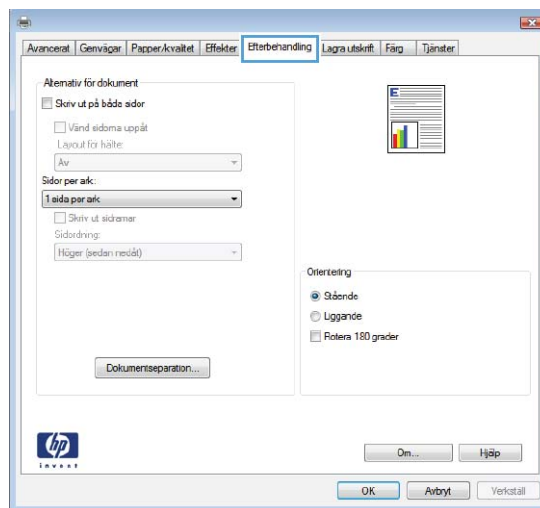 Avancerat Genvägar Papper/kvalitet Effekter Efterbehandling Lagra utskrift Färg Tjänster
Alternativ för dokument
Skriv ut på både sidor
Vänd sidorna uppåt
Layout för häfte:
Av
Sidor per ark:
1 sida per ark
Skriv ut sidramar
Sidordning:
Höger (sedan nedåt)
Dokumentseparation...
E
Orientering
Stående
Liggande
Rotera 180 grader
hp
invent
Om... Hjälp
OK Avbryt Verkställ